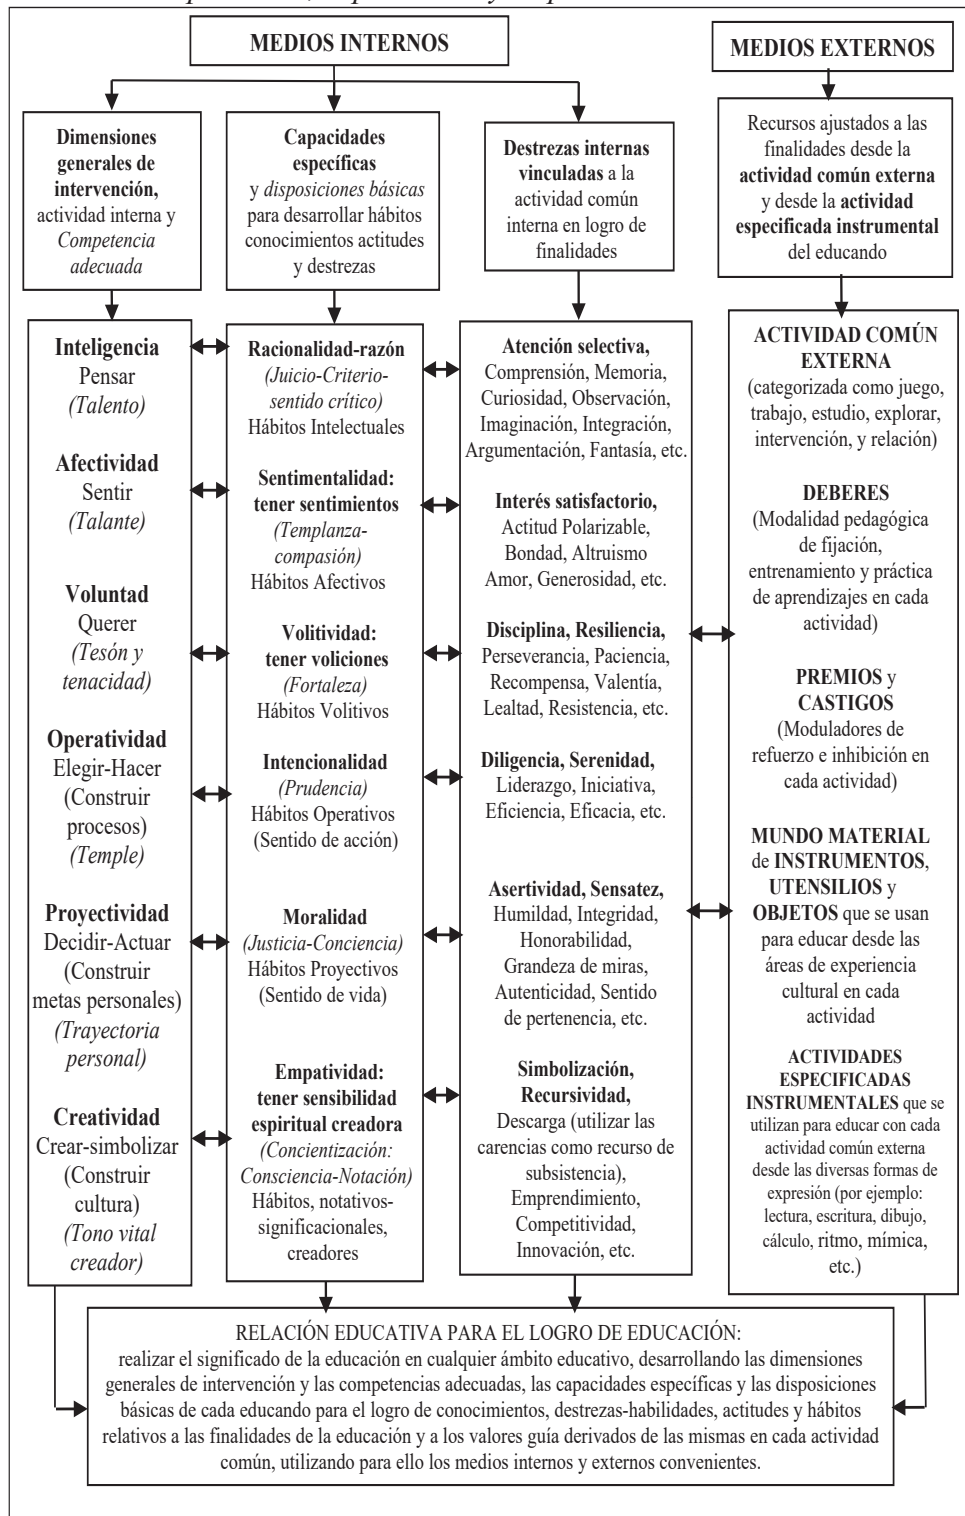 MEDIOS INTERNOS
MEDIOS EXTERNOS
Dimensiones
generales de
intervención,
actividad interna y
Competencia
adecuada
Capacidades
específicas
y disposiciones básicas
para desarrollar hábitos
conocimientos actitudes
y destrezas
Destrezas internas
vinculadas a la
actividad común
interna en logro de
finalidades
Recursos ajustados a las
finalidades desde la
actividad común externa
y desde la actividad
especificada instrumental
del educando
Inteligencia
Pensar
(Talento)
Afectividad
Sentir
(Talante)
Voluntad
Querer
(Tesón y
tenacidad)
Operatividad
Elegir-Hacer
(Construir
procesos)
(Temple)
Proyectividad
Decidir-Actuar
(Construir
metas personales)
(Trayectoria
personal)
Creatividad
Crear-simbolizar
(Construir
cultura)
(Tono vital
creador)
Racionalidad-razón
(Juicio-Criterio-
sentido crítico)
Hábitos Intelectuales
Sentimentalidad:
tener sentimientos
(Templanza-
compasión)
Hábitos Afectivos
Volitividad:
tener voliciones
(Fortaleza)
Hábitos Volitivos
Intencionalidad
(Prudencia)
Hábitos Operativos
(Sentido de acción)
Moralidad
(Justicia-Conciencia)
Hábitos Proyectivos
(Sentido de vida)
Empatividad:
tener sensibilidad
espiritual creadora
(Concientización:
Consciencia-Notación)
Hábitos, notativos-
significacionales,
creadores
Atención selectiva,
Comprensión, Memoria,
Curiosidad, Observación,
Imaginación, Integración,
Argumentación, Fantasía, etc.
Interés satisfactorio,
Actitud Polarizable,
Bondad, Altruismo
Amor, Generosidad, etc.
Disciplina, Resiliencia,
Perseverancia, Paciencia,
Recompensa, Valentía,
Lealtad, Resistencia, etc.
Diligencia, Serenidad,
Liderazgo, Iniciativa,
Eficiencia, Eficacia, etc.
Asertividad, Sensatez,
Humildad, Integridad,
Honorabilidad,
Grandeza de miras,
Autenticidad, Sentido
de pertenencia, etc.
Simbolización,
Recursividad,
Descarga (utilizar las
carencias como recurso de
subsistencia),
Emprendimiento,
Competitividad,
Innovación, etc.
ACTIVIDAD COMÚN
EXTERNA
(categorizada como juego,
trabajo, estudio, explorar,
intervención, y relación)
DEBERES
(Modalidad pedagógica
de fijación,
entrenamiento y práctica
de aprendizajes en cada
actividad)
PREMIOS y
CASTIGOS
(Moduladores de
refuerzo e inhibición en
cada actividad)
MUNDO MATERIAL
de INSTRUMENTOS,
UTENSILIOS y
OBJETOS que se usan
para educar desde las
áreas de experiencia
cultural en cada
actividad
ACTIVIDADES
ESPECIFICADAS
INSTRUMENTALES que se
utilizan para educar con cada
actividad común externa
desde las diversas formas de
expresión (por ejemplo:
lectura, escritura, dibujo,
cálculo, ritmo, mímica,
etc.)
RELACIÓN EDUCATIVA PARA EL LOGRO DE EDUCACIÓN:
realizar el significado de la educación en cualquier ámbito educativo, desarrollando las dimensiones
generales de intervención y las competencias adecuadas, las capacidades específicas y las disposiciones
básicas de cada educando para el logro de conocimientos, destrezas-habilidades, actitudes y hábitos
relativos a las finalidades de la educación y a los valores guía derivados de las mismas en cada actividad
común, utilizando para ello los medios internos y externos convenientes.